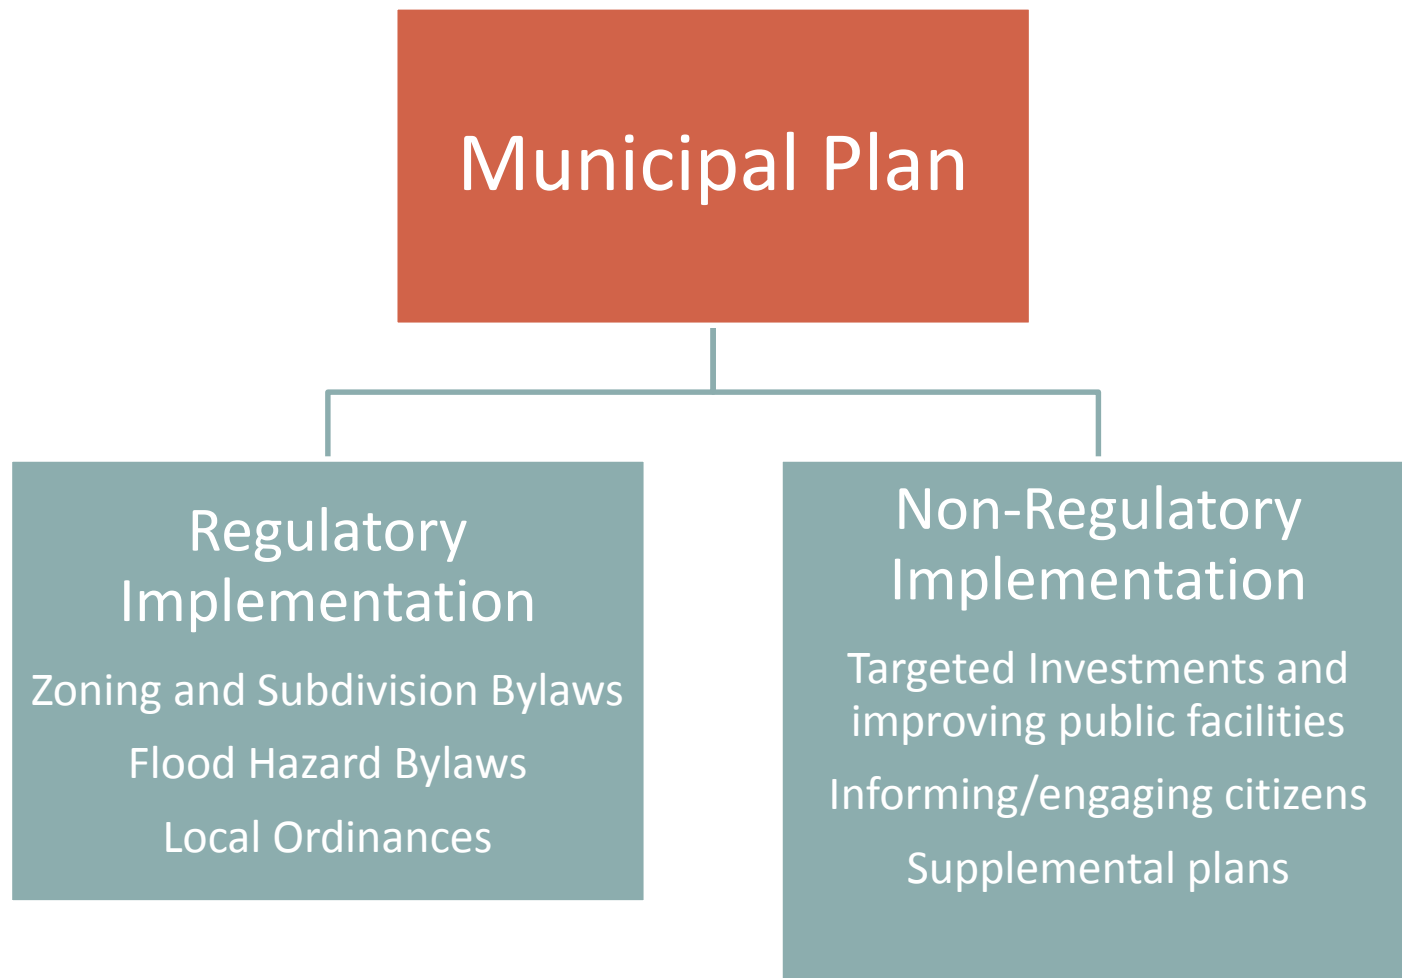 Municipal Plan
Regulatory
Implementation
Zoning and Subdivision Bylaws
Flood Hazard Bylaws
Local Ordinances
Non-Regulatory
Implementation
Targeted Investments and
improving public facilities
Informing/engaging citizens
Supplemental plans